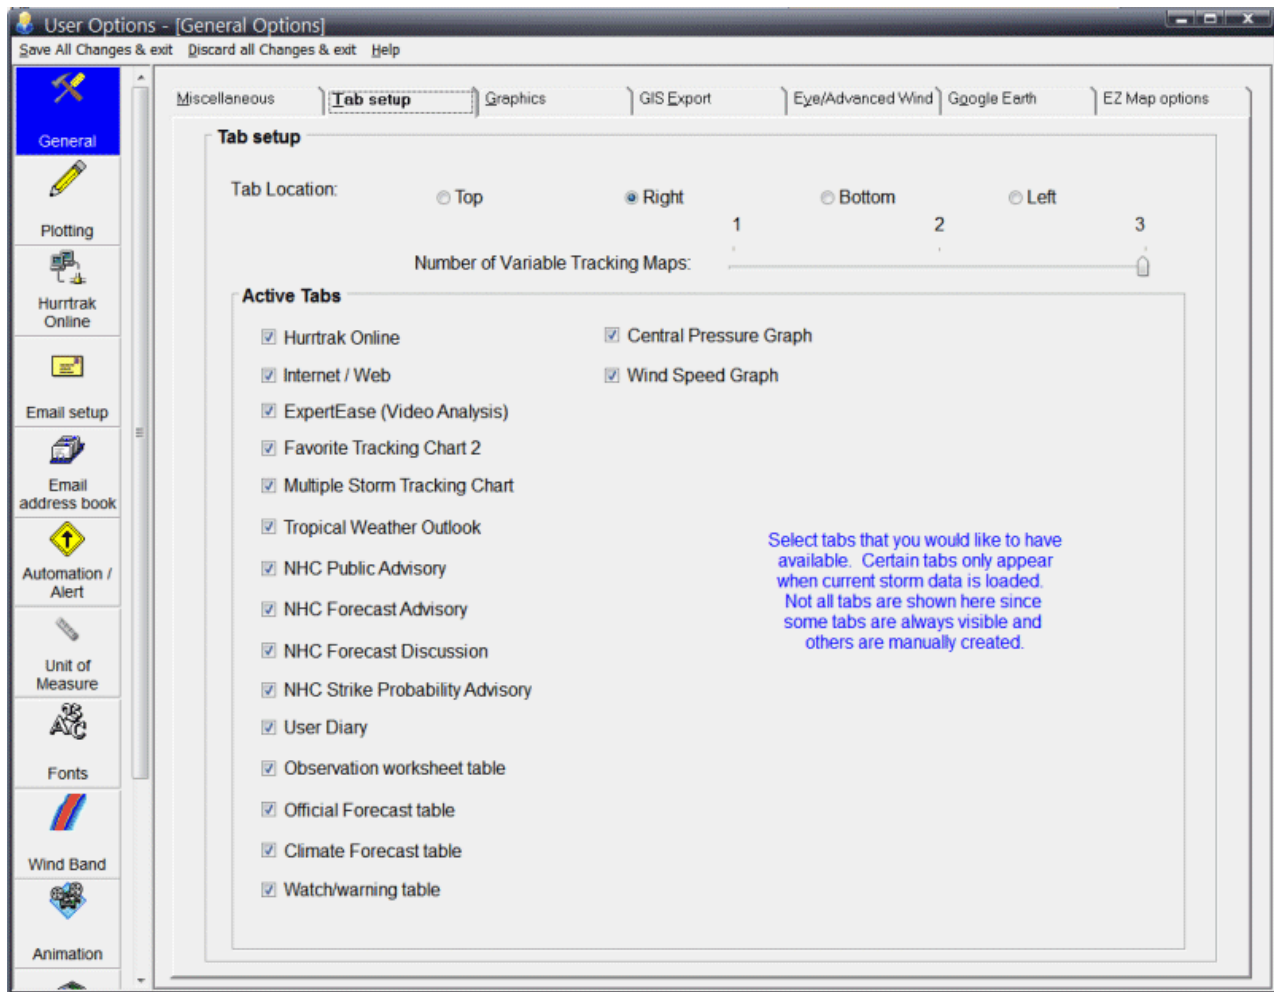 User Options - [General Options]
Save All Changes & exit Discard all Changes & exit Help
General
Plotting
Hurrtrak
Online
Email setup
Email
address book
Automation /
Alert
Unit of
Measure
Fonts
Wind Band
Animation
Miscellaneous Tab setup Graphics GIS Export Eye/Advanced Wind Google Earth EZ Map options
Tab setup
Tab Location: Top Right Bottom Left
1 2 3
Number of Variable Tracking Maps:
Active Tabs
Hurrtrak Online
Internet / Web
ExpertEase (Video Analysis)
Favorite Tracking Chart 2
Multiple Storm Tracking Chart
Tropical Weather Outlook
NHC Public Advisory
NHC Forecast Advisory
NHC Forecast Discussion
NHC Strike Probability Advisory
User Diary
Observation worksheet table
Official Forecast table
Climate Forecast table
Watch/warning table
Central Pressure Graph
Wind Speed Graph
Select tabs that you would like to have
available. Certain tabs only appear
when current storm data is loaded.
Not all tabs are shown here since
some tabs are always visible and
others are manually created.